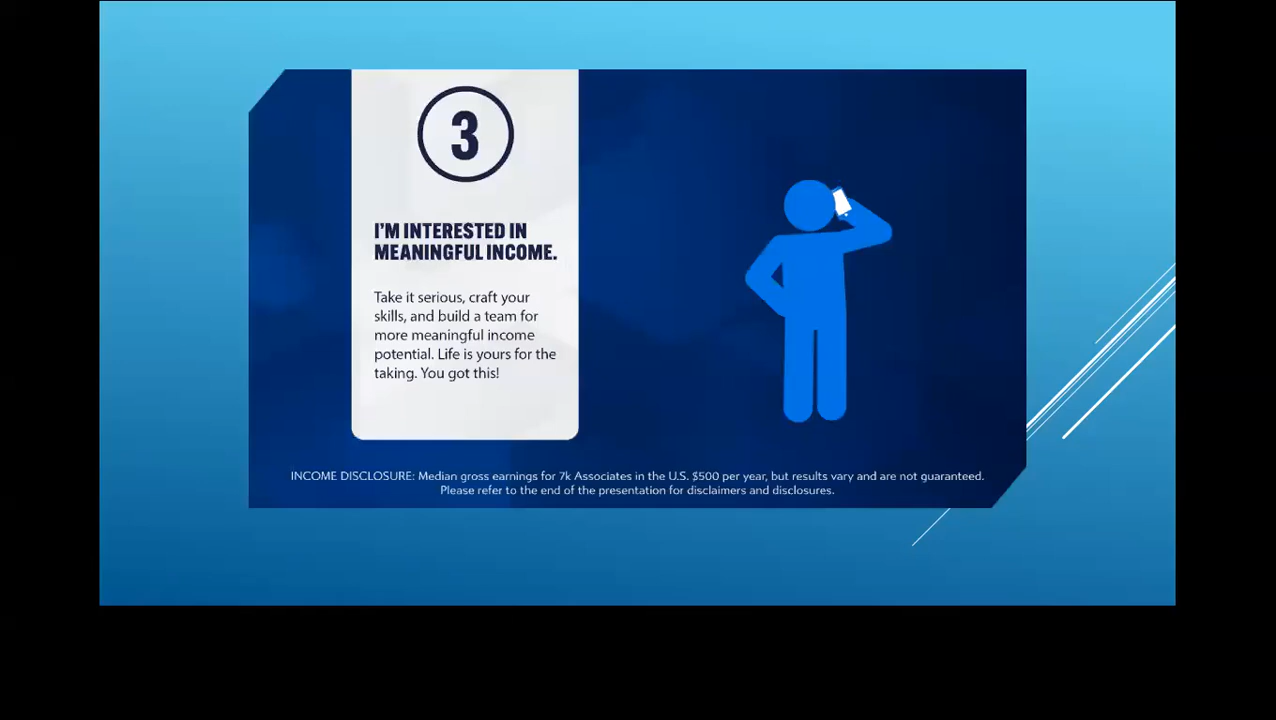 3
I'M INTERESTED IN
MEANINGFUL INCOME.
Take it serious, craft your
skills, and build a team for
more meaningful income
potential. Life is yours for the
taking. You got this!
INCOME DISCLOSURE: Median gross earnings for 7k Associates in the U.S. $500 per year, but results vary and are not guaranteed.
Please refer to the end of the presentation for disclaimers and disclosures.